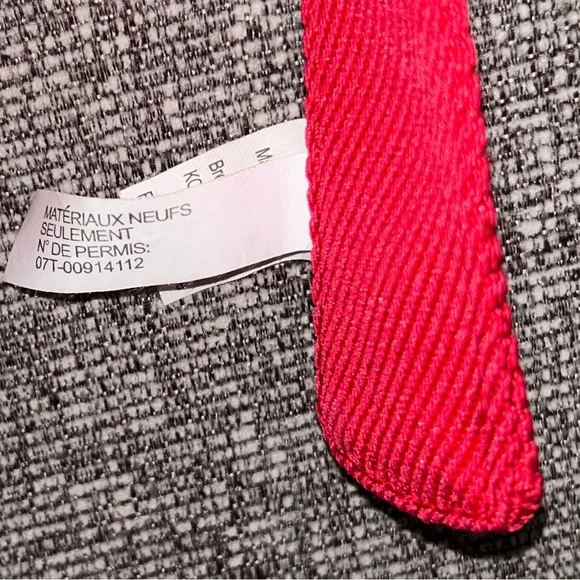 MATÉRIAUX NEUFS
SEULEMENT
N° DE PERMIS:
07T-00914112